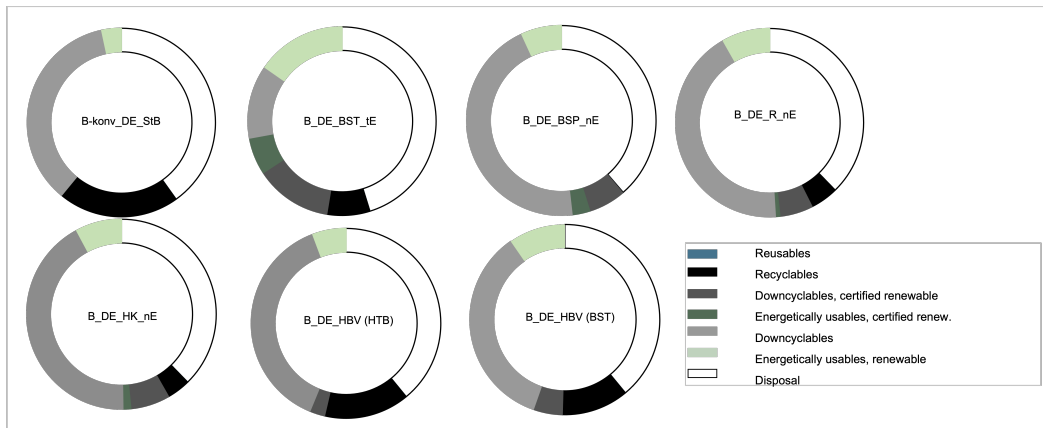 B-konv_DE_StB
B_DE_BST_tE
B_DE_BSP_nE
B_DE_R_nE
B_DE_HK_nE
B_DE_HBV (HTB)
B_DE_HBV (BST)
Reusables
Recyclables
Downcyclables, certified renewable
Energetically usables, certified renew.
Downcyclables
Energetically usables, renewable
Disposal